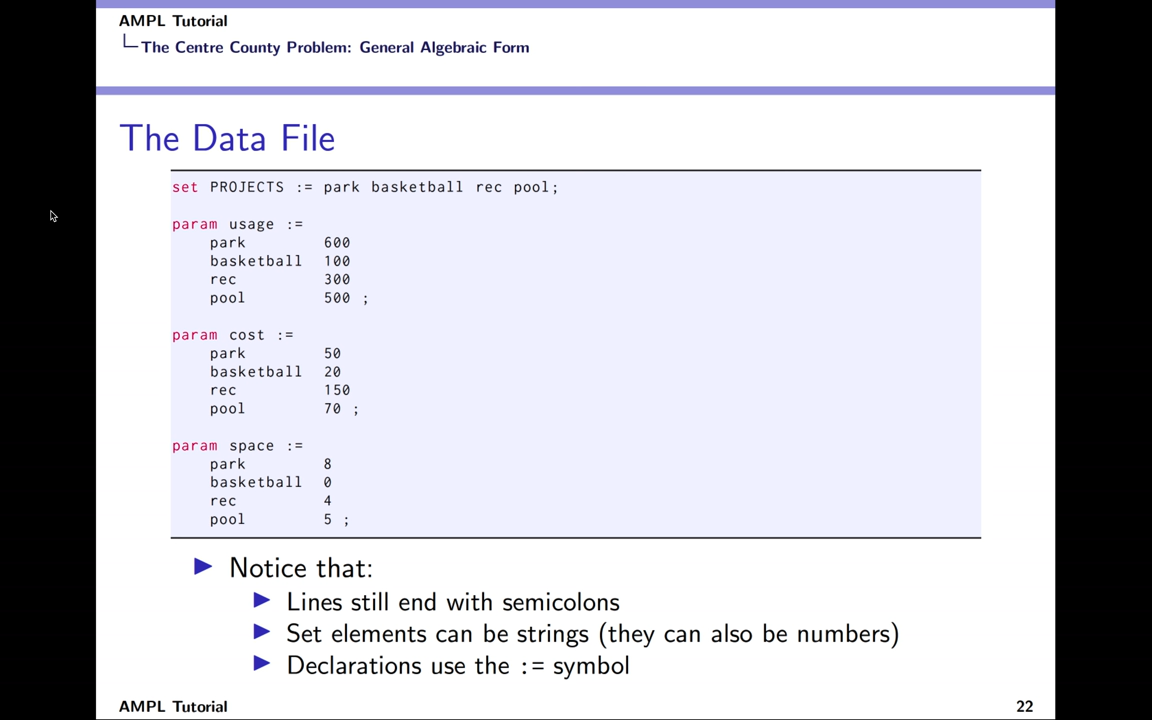 AMPL Tutorial
The Centre County Problem: General Algebraic Form
The Data File
set PROJECTS := park basketball rec pool;
param usage :=
park 600
basketball 100
rec 300
pool 500 ;
param cost :=
park 50
basketball 20
rec 150
pool 70 ;
param space :=
park 8
basketball 0
rec 4
pool 5 ;
Notice that:
Lines still end with semicolons
Set elements can be strings (they can also be numbers)
Declarations use the := symbol
AMPL Tutorial 22